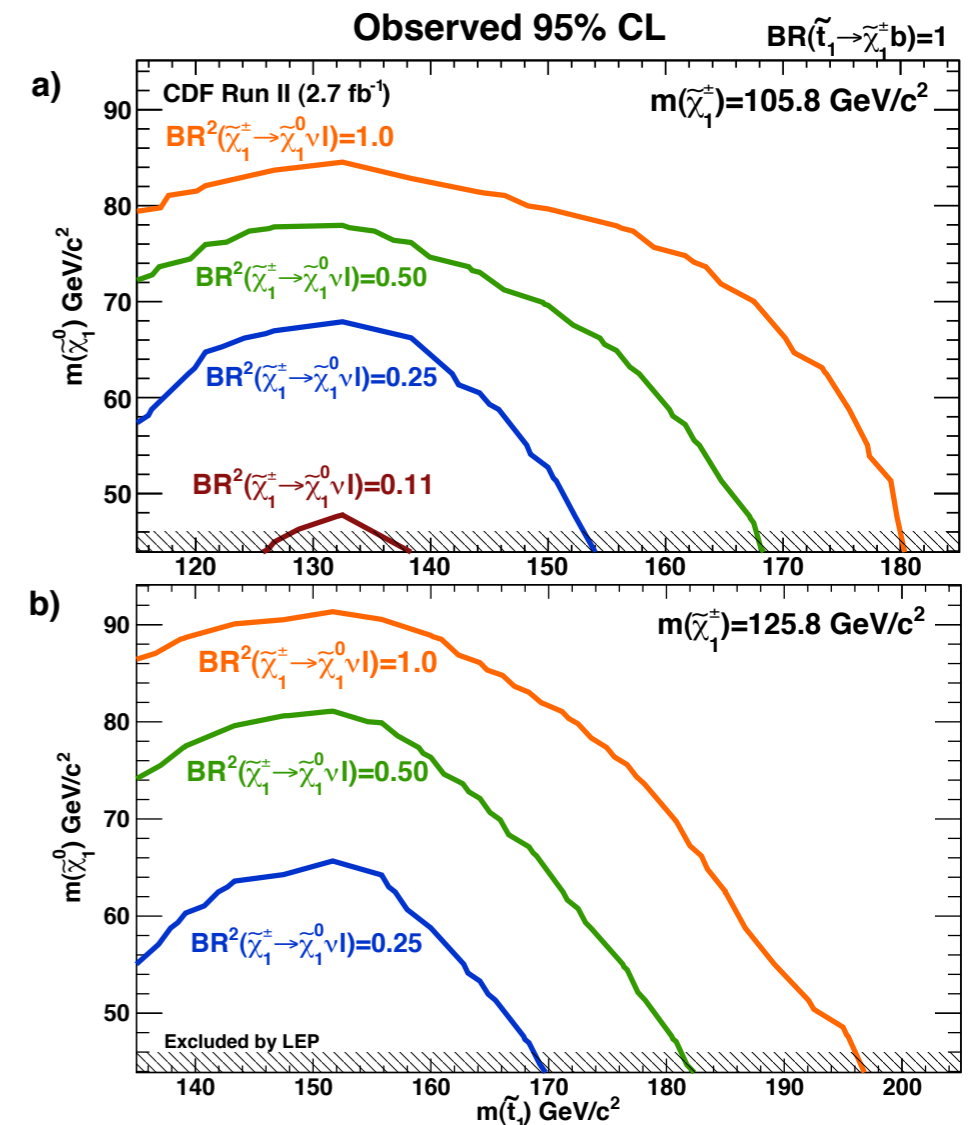 Observed 95% CL
BR(t̃₁→χ̃₁±b)=1
a)
CDF Run II (2.7 fb⁻¹)
m(χ̃₁±)=105.8 GeV/c²
BR²(χ̃₁±→χ̃₁⁰νl)=1.0
BR²(χ̃₁±→χ̃₁⁰νl)=0.50
BR²(χ̃₁±→χ̃₁⁰νl)=0.25
BR²(χ̃₁±→χ̃₁⁰νl)=0.11
m(χ̃₁⁰) GeV/c²
90
80
70
60
50
120 130 140 150 160 170 180
b)
m(χ̃₁±)=125.8 GeV/c²
BR²(χ̃₁±→χ̃₁⁰νl)=1.0
BR²(χ̃₁±→χ̃₁⁰νl)=0.50
BR²(χ̃₁±→χ̃₁⁰νl)=0.25
Excluded by LEP
m(χ̃₁⁰) GeV/c²
90
80
70
60
50
140 150 160 170 180 190 200
m(t̃₁) GeV/c²